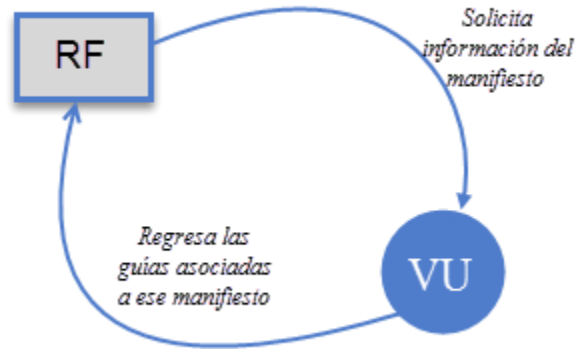 RF
Solicita
información del
manifiesto
Regresa las
guías asociadas
a ese manifiesto
VU